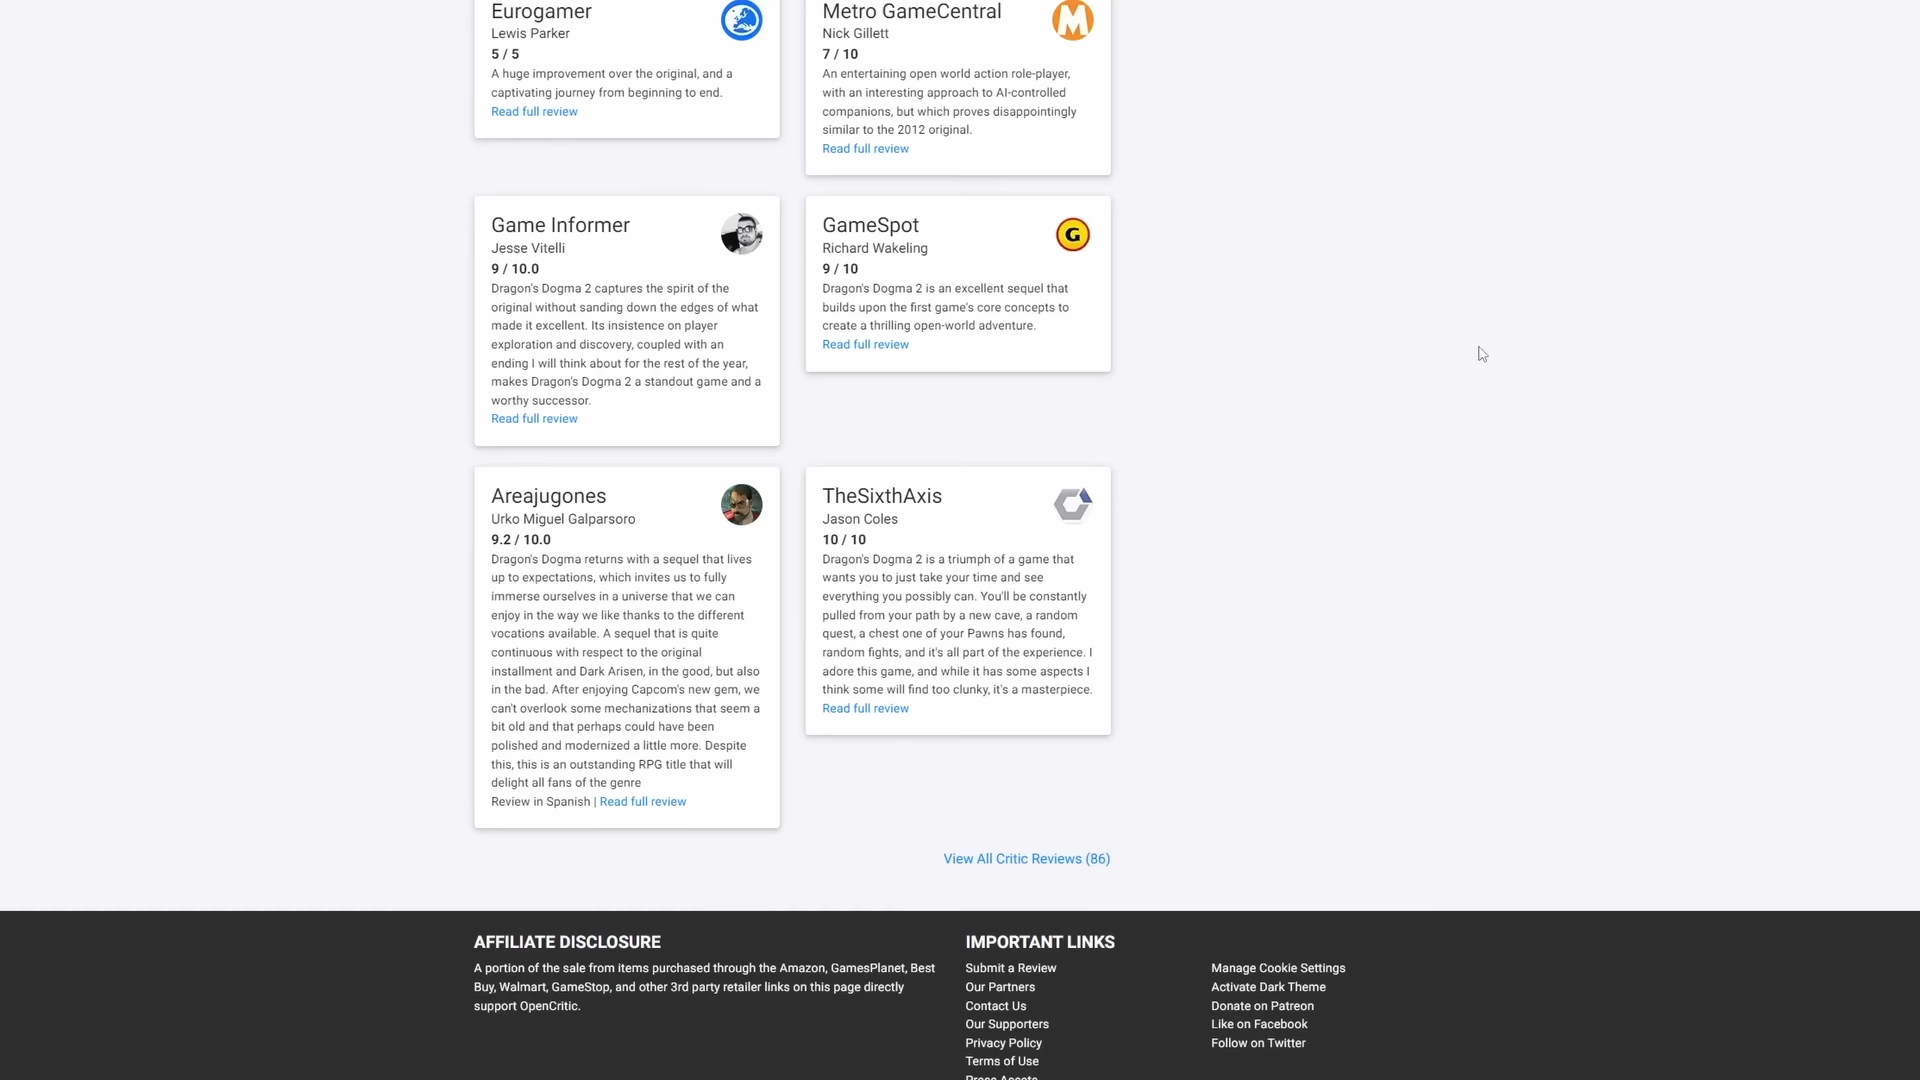 Eurogamer
Lewis Parker
5 / 5
A huge improvement over the original, and a
captivating journey from beginning to end.
Read full review
Metro GameCentral
Nick Gillett
7 / 10
An entertaining open world action role-player,
with an interesting approach to AI-controlled
companions, but which proves disappointingly
similar to the 2012 original.
Read full review
Game Informer
Jesse Vitelli
9 / 10.0
Dragon's Dogma 2 captures the spirit of the
original without sanding down the edges of what
made it excellent. Its insistence on player
exploration and discovery, coupled with an
ending I will think about for the rest of the year,
makes Dragon's Dogma 2 a standout game and a
worthy successor.
Read full review
GameSpot
Richard Wakeling
9 / 10
Dragon's Dogma 2 is an excellent sequel that
builds upon the first game's core concepts to
create a thrilling open-world adventure.
Read full review
Areajugones
Urko Miguel Galparsoro
9.2 / 10.0
Dragon's Dogma returns with a sequel that lives
up to expectations, which invites us to fully
immerse ourselves in a universe that we can
enjoy in the way we like thanks to the different
vocations available. A sequel that is quite
continuous with respect to the original
installment and Dark Arisen, in the good, but also
in the bad. After enjoying Capcom's new gem, we
can't overlook some mechanizations that seem a
bit old and that perhaps could have been
polished and modernized a little more. Despite
this, this is an outstanding RPG title that will
delight all fans of the genre
Review in Spanish | Read full review
TheSixthAxis
Jason Coles
10 / 10
Dragon's Dogma 2 is a triumph of a game that
wants you to just take your time and see
everything you possibly can. You'll be constantly
pulled from your path by a new cave, a random
quest, a chest one of your Pawns has found,
random fights, and it's all part of the experience. I
adore this game, and while it has some aspects I
think some will find too clunky, it's a masterpiece.
Read full review
View All Critic Reviews (86)
AFFILIATE DISCLOSURE
A portion of the sale from items purchased through the Amazon, GamesPlanet, Best
Buy, Walmart, GameStop, and other 3rd party retailer links on this page directly
support OpenCritic.
IMPORTANT LINKS
Submit a Review
Our Partners
Contact Us
Our Supporters
Privacy Policy
Terms of Use
Press Assets
Manage Cookie Settings
Activate Dark Theme
Donate on Patreon
Like on Facebook
Follow on Twitter